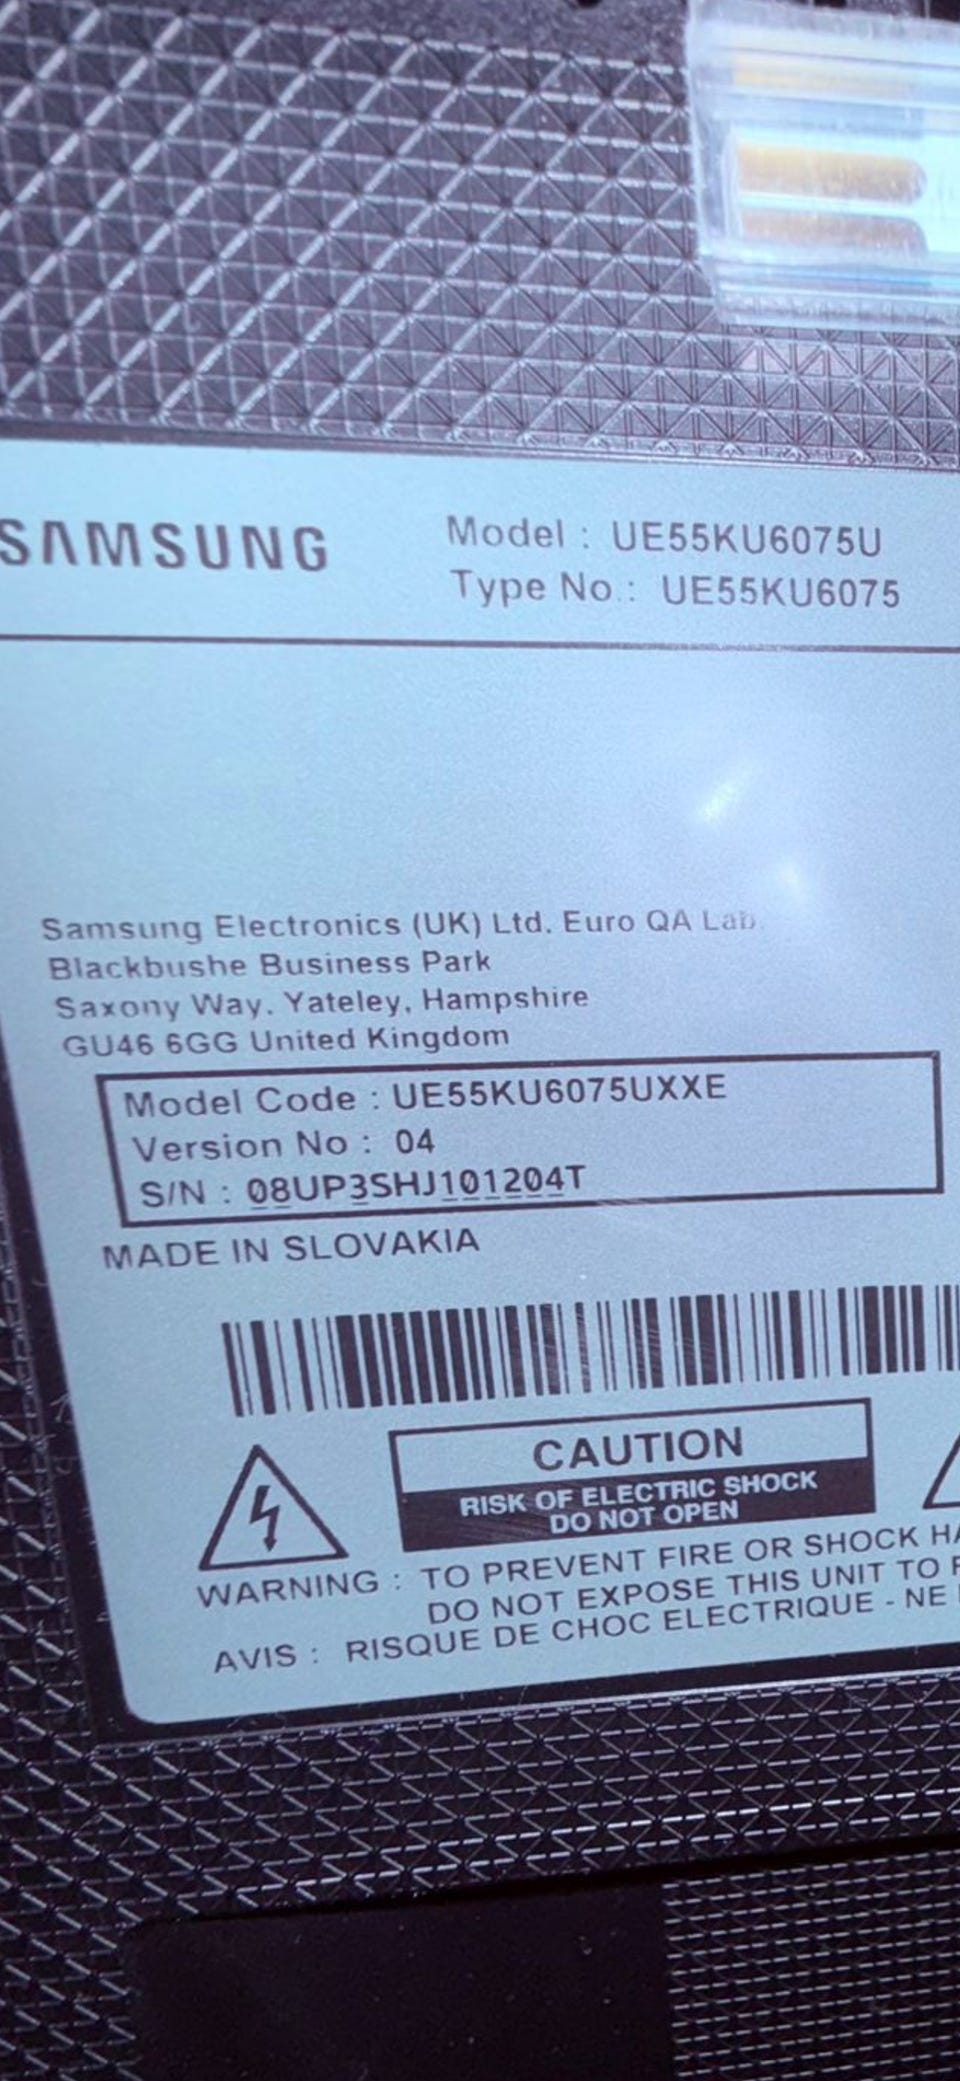 SAMSUNG
Model : UE55KU6075U
Type No.: UE55KU6075
Samsung Electronics (UK) Ltd. Euro QA Lab.
Blackbushe Business Park
Saxony Way, Yateley, Hampshire
GU46 6GG United Kingdom
Model Code : UE55KU6075UXXE
Version No : 04
S/N : 08UP3SHJ101204T
MADE IN SLOVAKIA
CAUTION
RISK OF ELECTRIC SHOCK
DO NOT OPEN
WARNING : TO PREVENT FIRE OR SHOCK
DO NOT EXPOSE THIS UNIT TO
AVIS : RISQUE DE CHOC ELECTRIQUE - NE